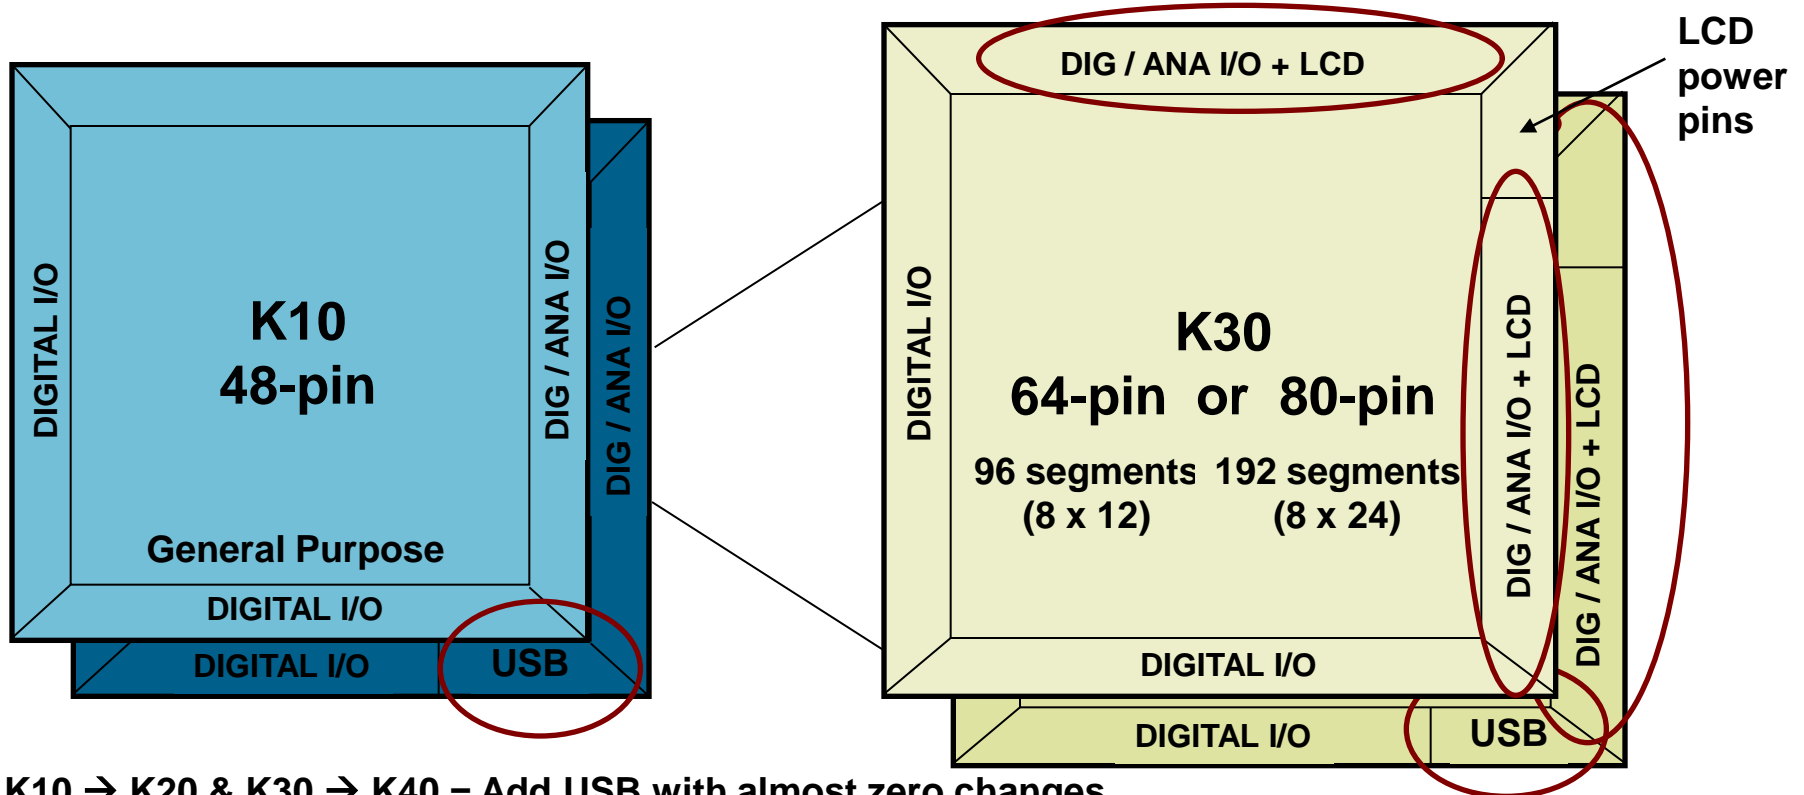 DIGITAL I/O
K10
48-pin
General Purpose
DIGITAL I/O
DIG / ANA I/O
DIG / ANA I/O
DIGITAL I/O
USB
DIG / ANA I/O + LCD
LCD
power
pins
DIGITAL I/O
K30
64-pin or 80-pin
96 segments 192 segments
(8 x 12) (8 x 24)
DIG / ANA I/O + LCD
DIG / ANA I/O + LCD
DIGITAL I/O
DIGITAL I/O
USB
K10 → K20 & K30 → K40 – Add USB with almost zero changes